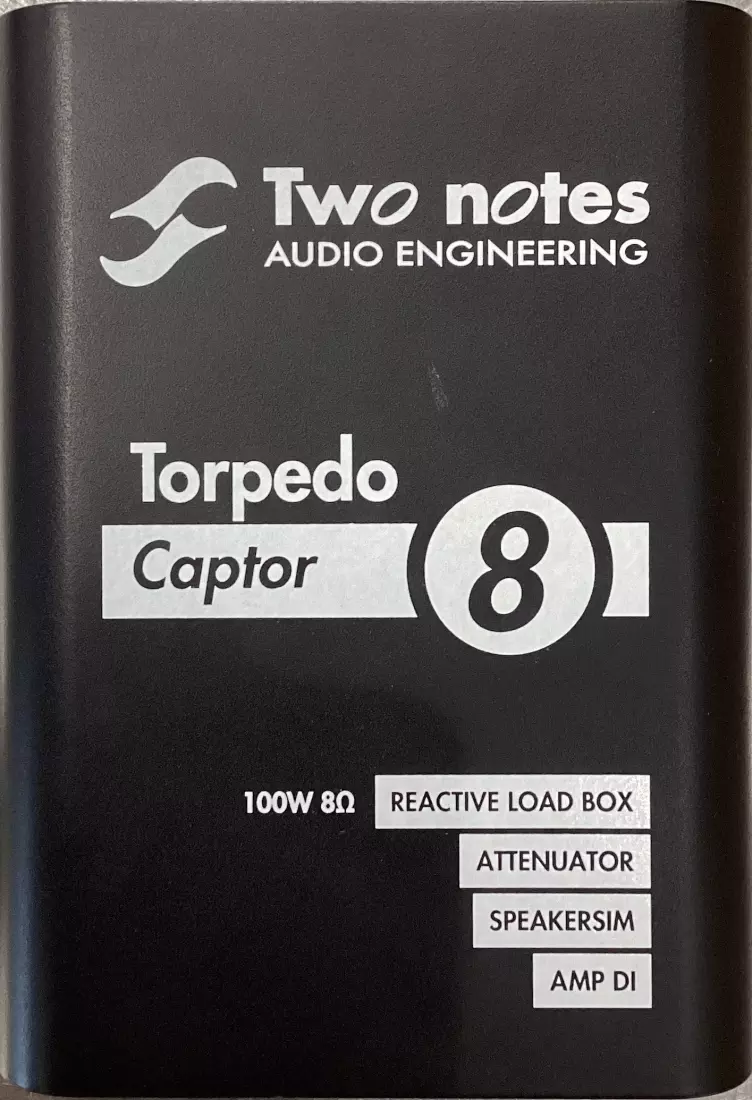 Two notes
AUDIO ENGINEERING
Torpedo
Captor 8
100W 8Ω REACTIVE LOAD BOX
ATTENUATOR
SPEAKERSIM
AMP DI